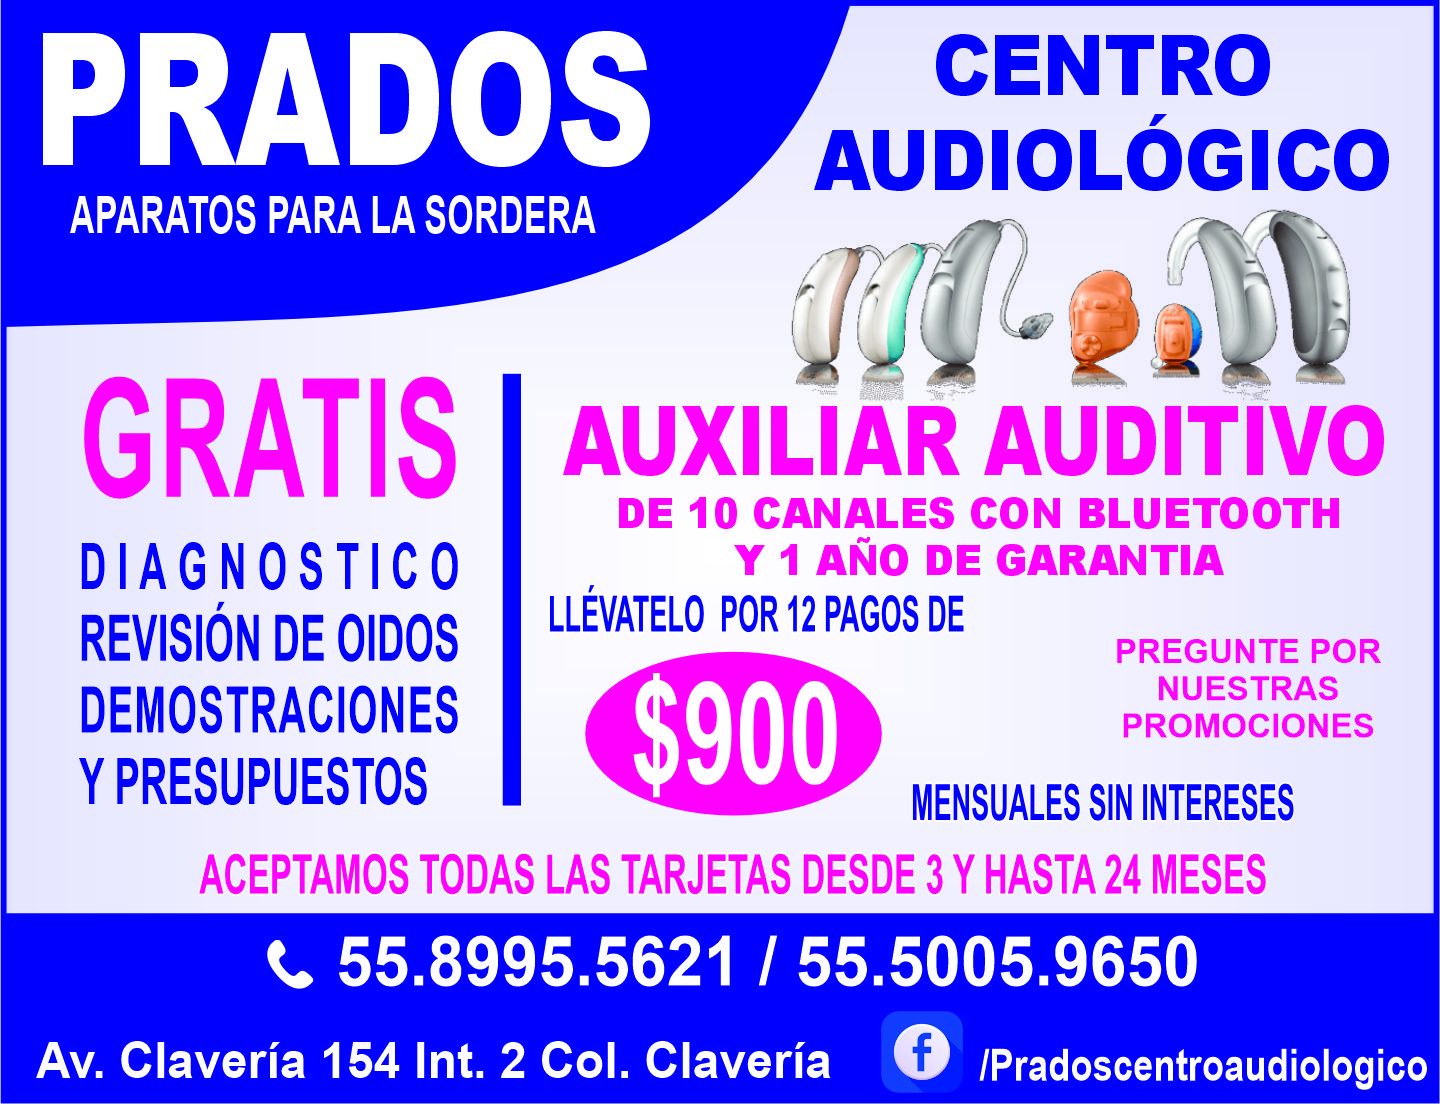 PRADOS
APARATOS PARA LA SORDERA
CENTRO
AUDIOLÓGICO
GRATIS
DIAGNOSTICO
REVISIÓN DE OIDOS
DEMOSTRACIONES
Y PRESUPUESTOS
AUXILIAR AUDITIVO
DE 10 CANALES CON BLUETOOTH
Y 1 AÑO DE GARANTIA
LLÉVATELO POR 12 PAGOS DE
$900
MENSUALES SIN INTERESES
PREGUNTE POR
NUESTRAS
PROMOCIONES
ACEPTAMOS TODAS LAS TARJETAS DESDE 3 Y HASTA 24 MESES
55.8995.5621 / 55.5005.9650
Av. Clavería 154 Int. 2 Col. Clavería
/Pradoscentroaudiologico